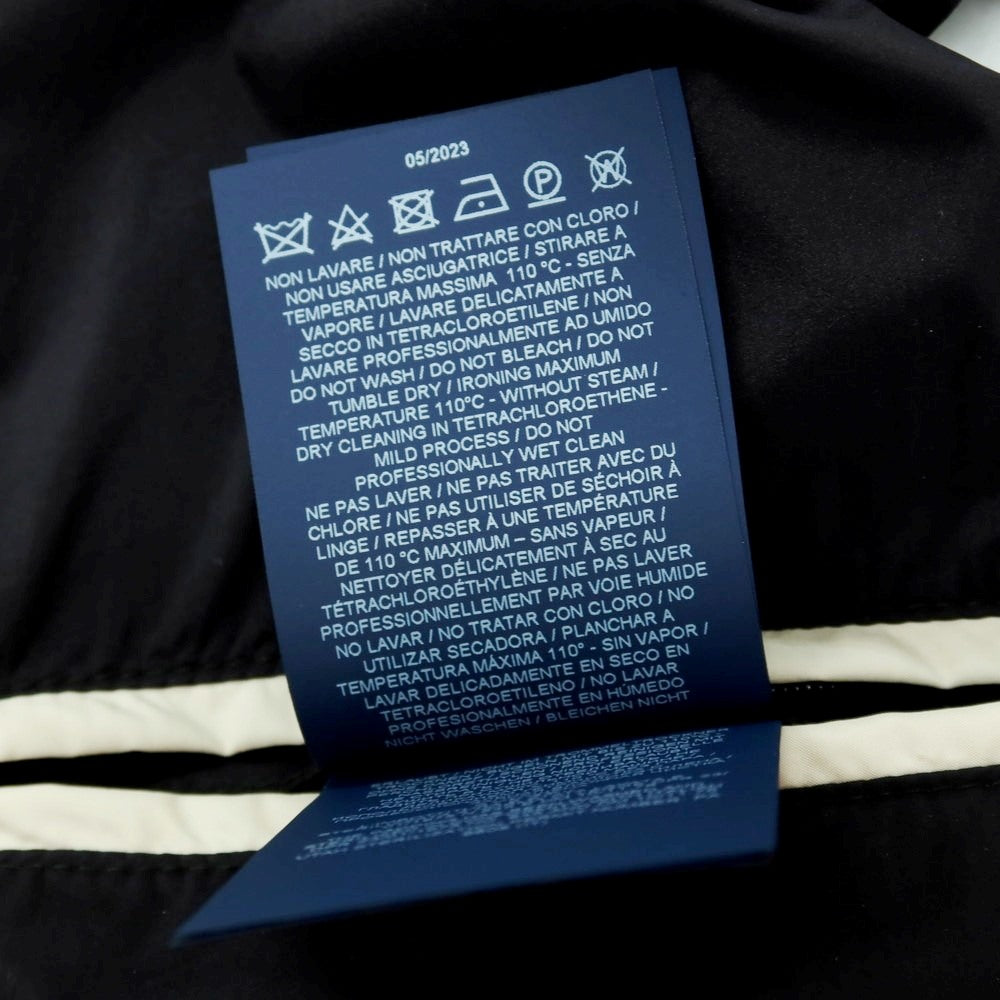 05/2023
P W
NON LAVARE / NON TRATTARE CON CLORO /
NON USARE ASCIUGATRICE / STIRARE A
TEMPERATURA MASSIMA 110 °C - SENZA
VAPORE / LAVARE DELICATAMENTE A
SECCO IN TETRACLOROETILENE / NON
LAVARE PROFESSIONALMENTE AD UMIDO
DO NOT WASH / DO NOT BLEACH / DO NOT
TUMBLE DRY / IRONING MAXIMUM
TEMPERATURE 110°C - WITHOUT STEAM /
DRY CLEANING IN TETRACHLOROETHENE -
MILD PROCESS / DO NOT
PROFESSIONALLY WET CLEAN
NE PAS LAVER / NE PAS TRAITER AVEC DU
CHLORE / NE PAS UTILISER DE SÉCHOIR À
LINGE / REPASSER À UNE TEMPÉRATURE
DE 110 °C MAXIMUM – SANS VAPEUR /
NETTOYER DÉLICATEMENT À SEC AU
TÉTRACHLOROÉTHYLÈNE / NE PAS LAVER
PROFESSIONNELLEMENT PAR VOIE HUMIDE
NO LAVAR / NO TRATAR CON CLORO / NO
UTILIZAR SECADORA / PLANCHAR A
TEMPERATURA MÁXIMA 110° - SIN VAPOR /
LAVAR DELICADAMENTE EN SECO EN
TETRACLOROETILENO / NO LAVAR
PROFESIONALMENTE EN HÚMEDO
NICHT WASCHEN / BLEICHEN NICHT